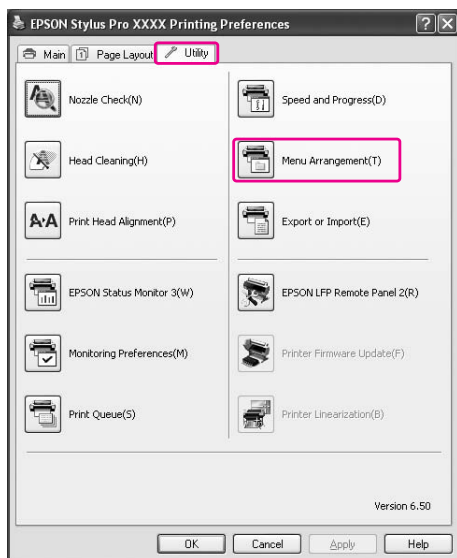 EPSON Stylus Pro XXXX Printing Preferences
Main
Page Layout
Utility
Nozzle Check(N)
Speed and Progress(D)
Head Cleaning(H)
Menu Arrangement(T)
Print Head Alignment(P)
Export or Import(E)
EPSON Status Monitor 3(W)
EPSON LFP Remote Panel 2(R)
Monitoring Preferences(M)
Printer Firmware Update(F)
Print Queue(S)
Printer Linearization(B)
Version 6.50
OK
Cancel
Apply
Help